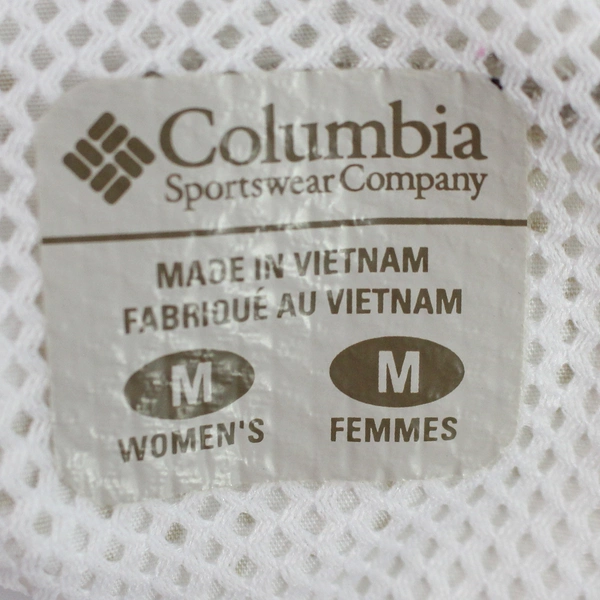 Columbia
Sportswear Company
MADE IN VIETNAM
FABRIQUÉ AU VIETNAM
M M
WOMEN'S FEMMES